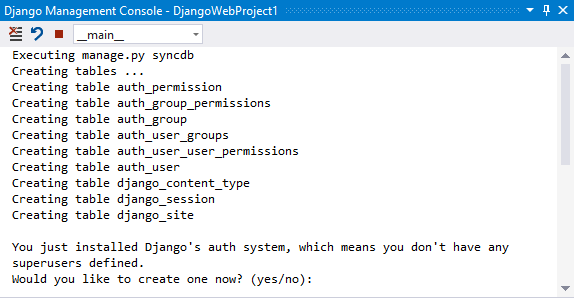 Django Management Console - DjangoWebProject1
__main__
Executing manage.py syncdb
Creating tables ...
Creating table auth_permission
Creating table auth_group_permissions
Creating table auth_group
Creating table auth_user_groups
Creating table auth_user_user_permissions
Creating table auth_user
Creating table django_content_type
Creating table django_session
Creating table django_site
You just installed Django's auth system, which means you don't have any
superusers defined.
Would you like to create one now? (yes/no):